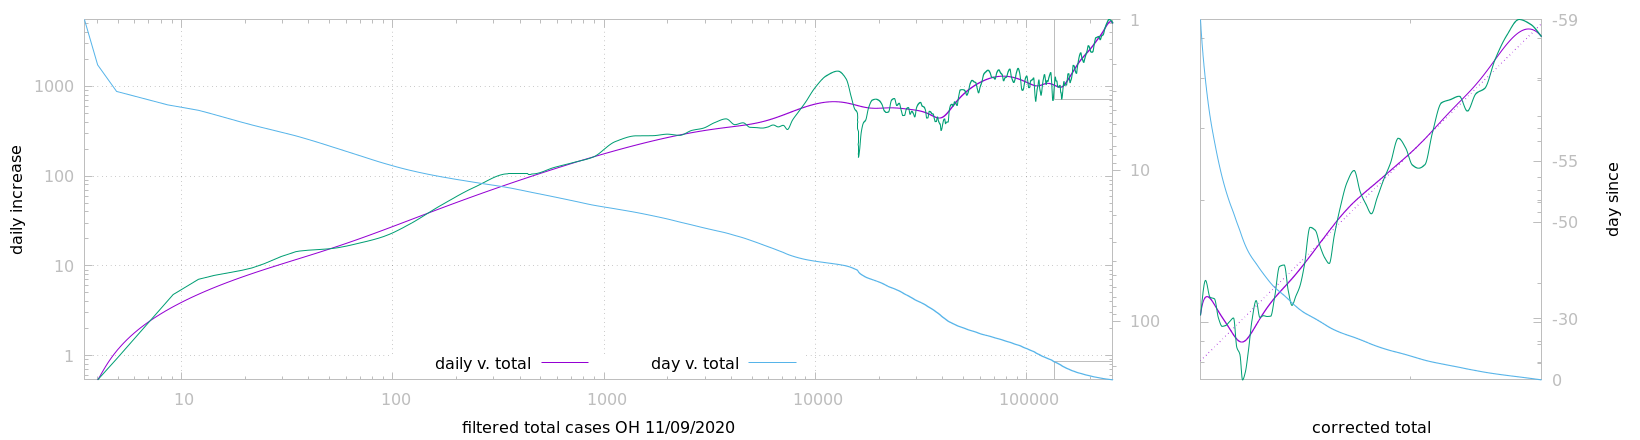 daily increase
1000
100
10
1
10
100
1000
10000
100000
1
10
100
daily v. total
day v. total
filtered total cases OH 11/09/2020
-59
-55
-50
-30
0
day since
corrected total